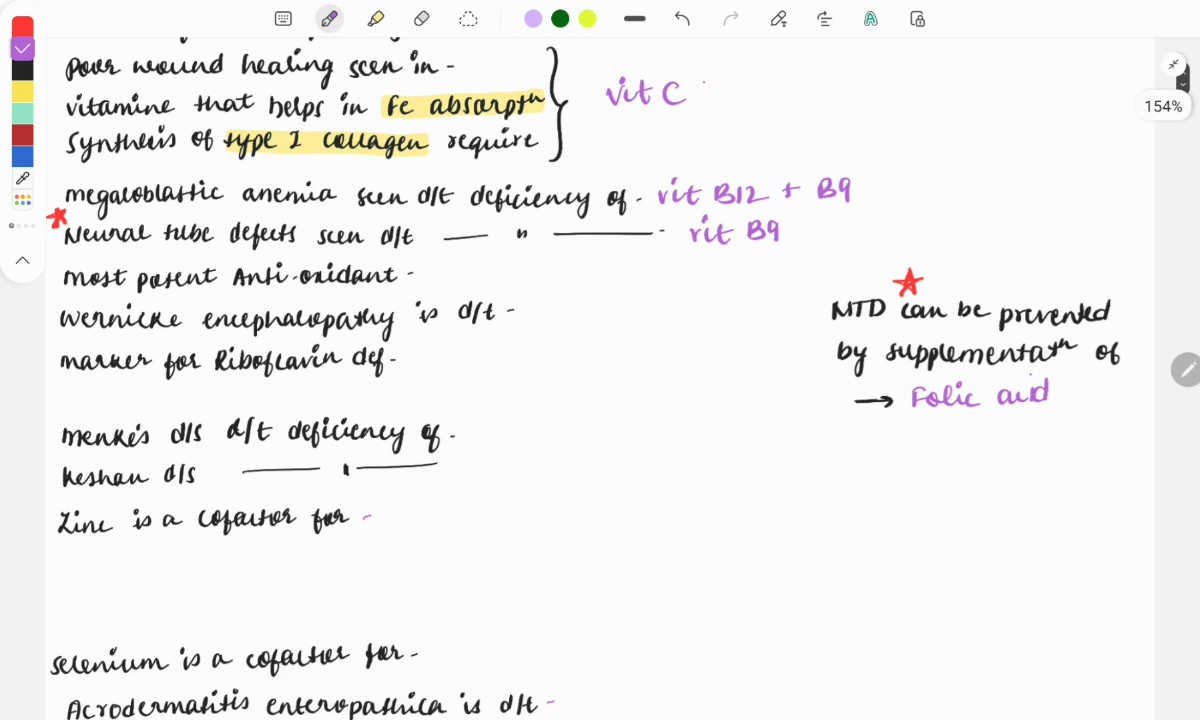 154%
poor wound healing seen in -
vitamine that helps in Fe absorptn
synthesis of type I collagen require
vit C
megaloblastic anemia seen d/t deficiency of - vit B12 + B9
Neural tube defects seen d/t — " — - vit B9
most potent Anti-oxidant -
wernicke encephalopathy is d/t -
marker for Riboflavin def -
NTD can be prevented
by supplementatn of
→ Folic acid
menke's d/s d/t deficiency of -
keshan d/s — " —
Zinc is a cofactor for -
selenium is a cofactor for -
Acrodermatitis enteropathica is d/t -